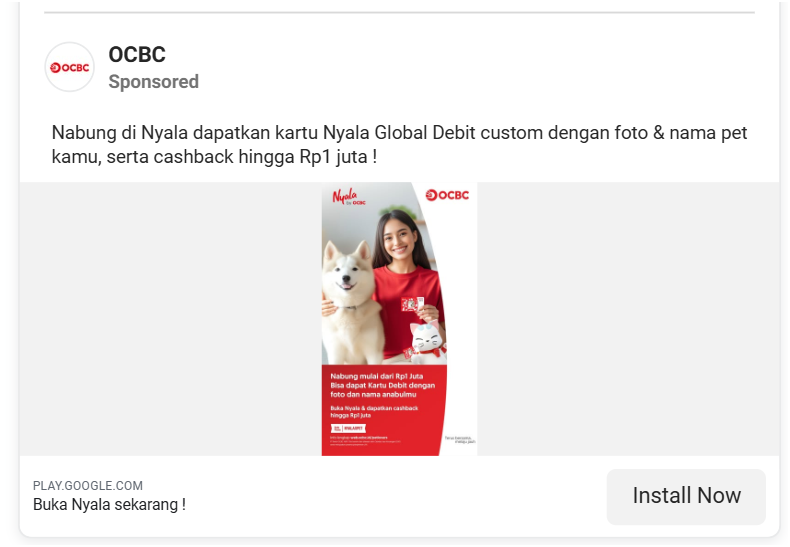 OCBC
OCBC
Sponsored
Nabung di Nyala dapatkan kartu Nyala Global Debit custom dengan foto & nama pet
kamu, serta cashback hingga Rp1 juta !
Nyala
by OCBC
OCBC
Nabung mulai dari Rp1 Juta
Bisa dapat Kartu Debit dengan
foto dan nama anabulmu
Buka Nyala & dapatkan cashback
hingga Rp1 juta
PLAY.GOOGLE.COM
Buka Nyala sekarang !
Install Now